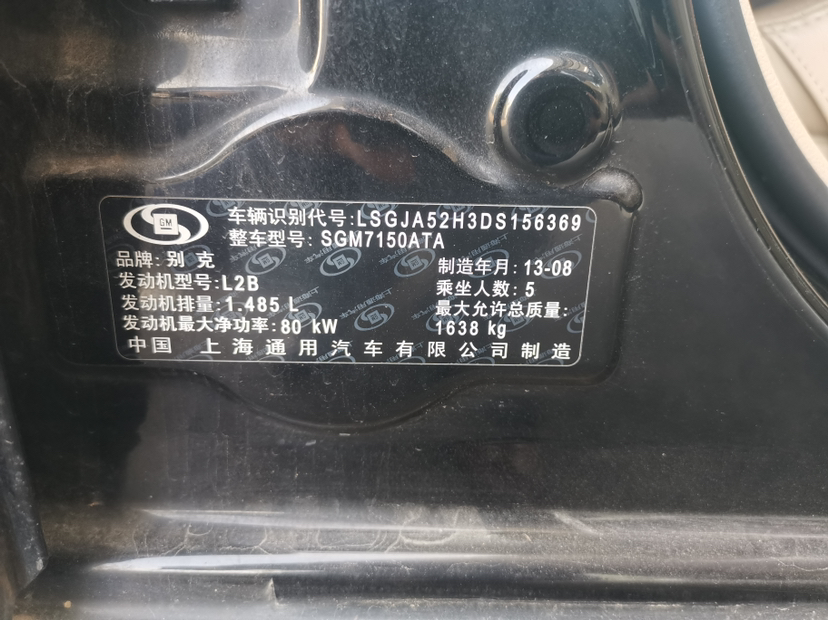 GM
车辆识别代号:LSGJA52H3DS156369
整车型号: SGM7150ATA
品牌: 别 克
制造年月: 13-08
发动机型号: L2B
乘坐人数: 5
发动机排量: 1.485 L
最大允许总质量:
发动机最大净功率: 80 kW
1638 kg
中国 上海通用汽车有限公司制造